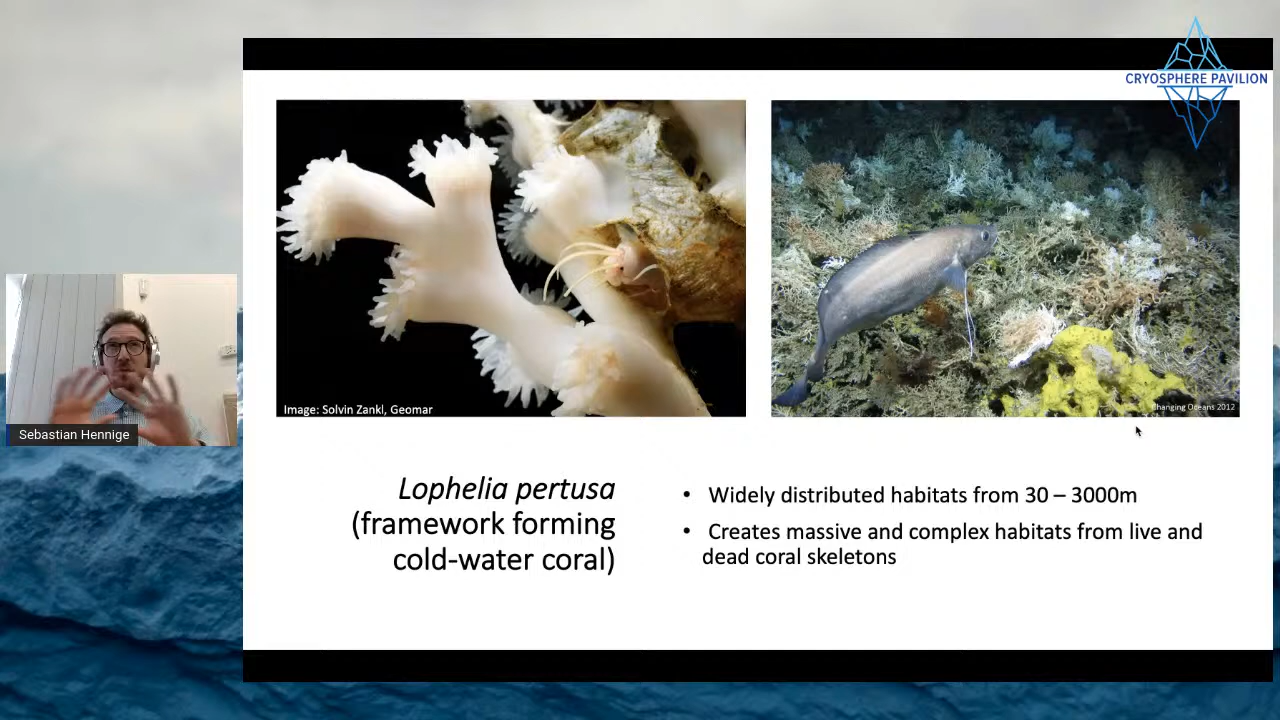 CRYOSPHERE PAVILION
Image: Solvin Zankl, Geomar
Changing Oceans 2012
Sebastian Hennige
Lophelia pertusa
(framework forming
cold-water coral)
• Widely distributed habitats from 30 – 3000m
• Creates massive and complex habitats from live and
dead coral skeletons